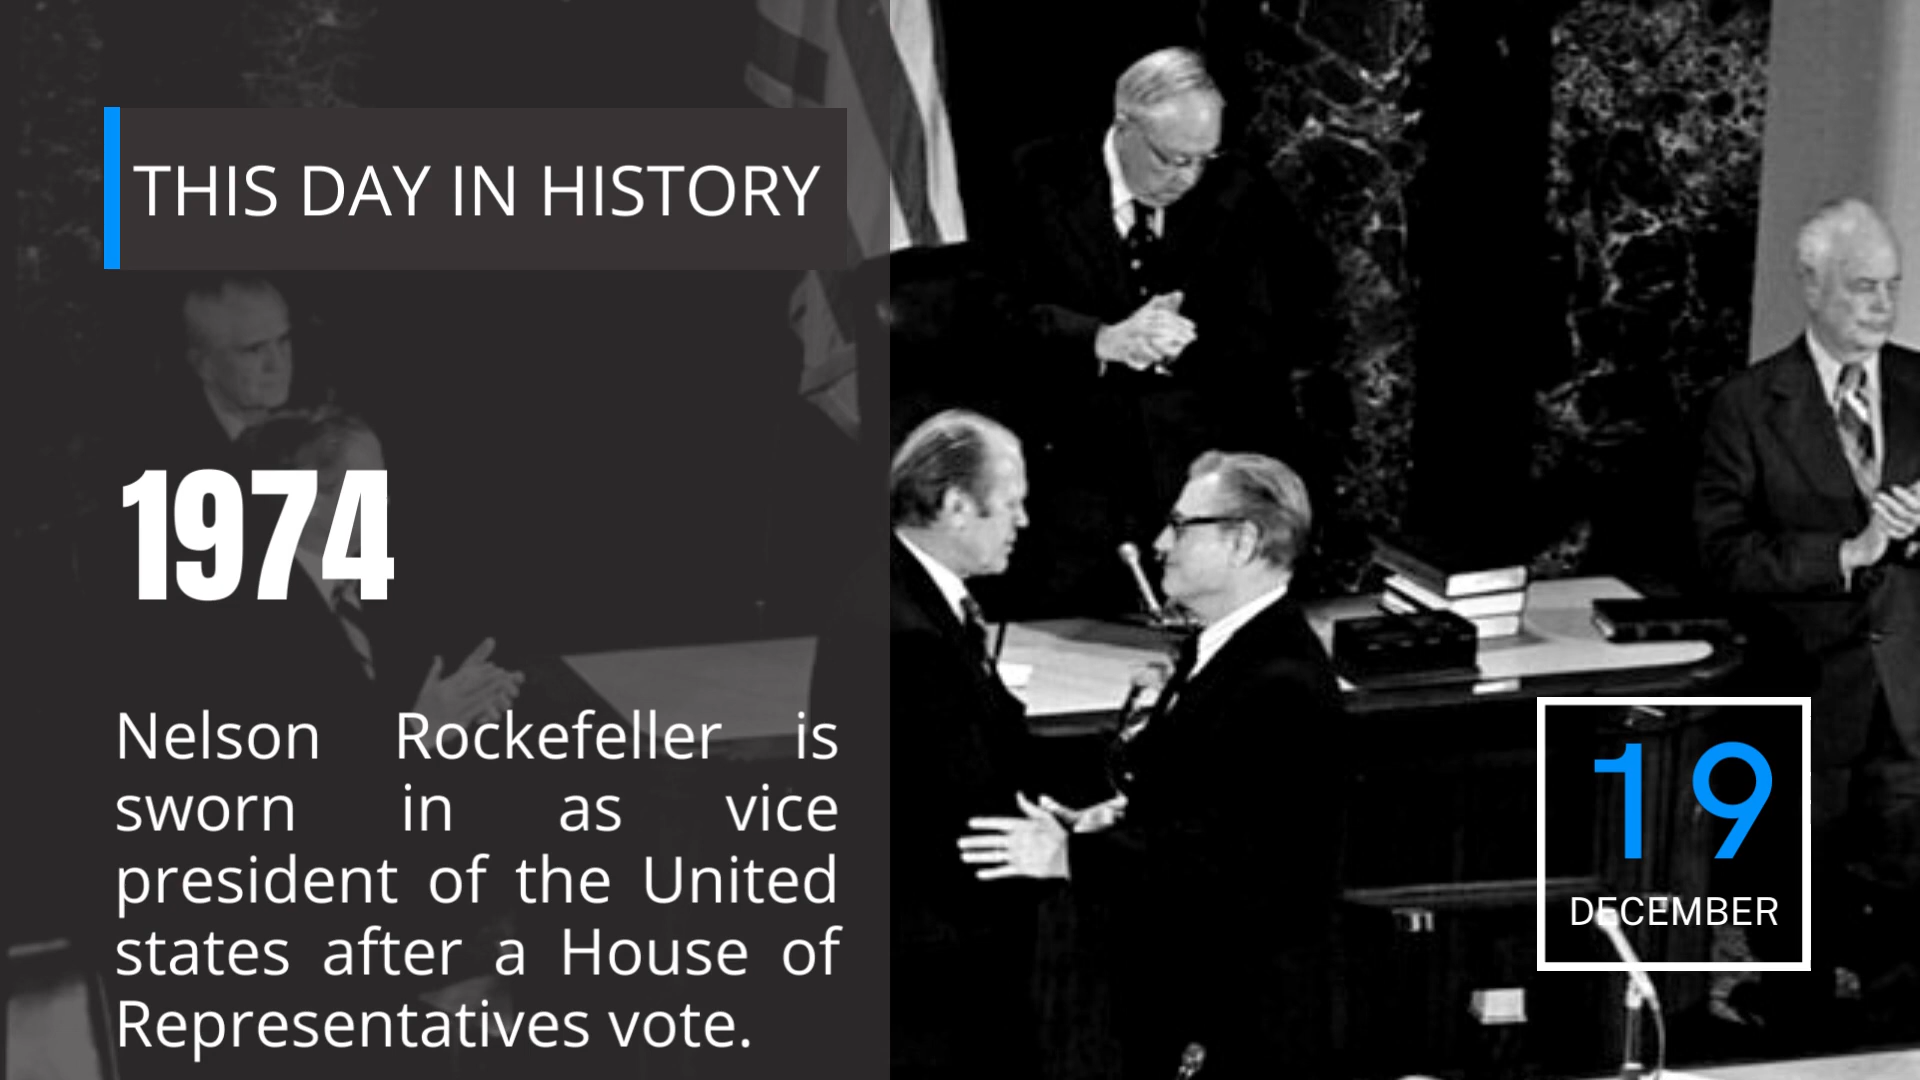 THIS DAY IN HISTORY
1974
Nelson Rockefeller is
sworn in as vice
president of the United
states after a House of
Representatives vote.
19
DECEMBER